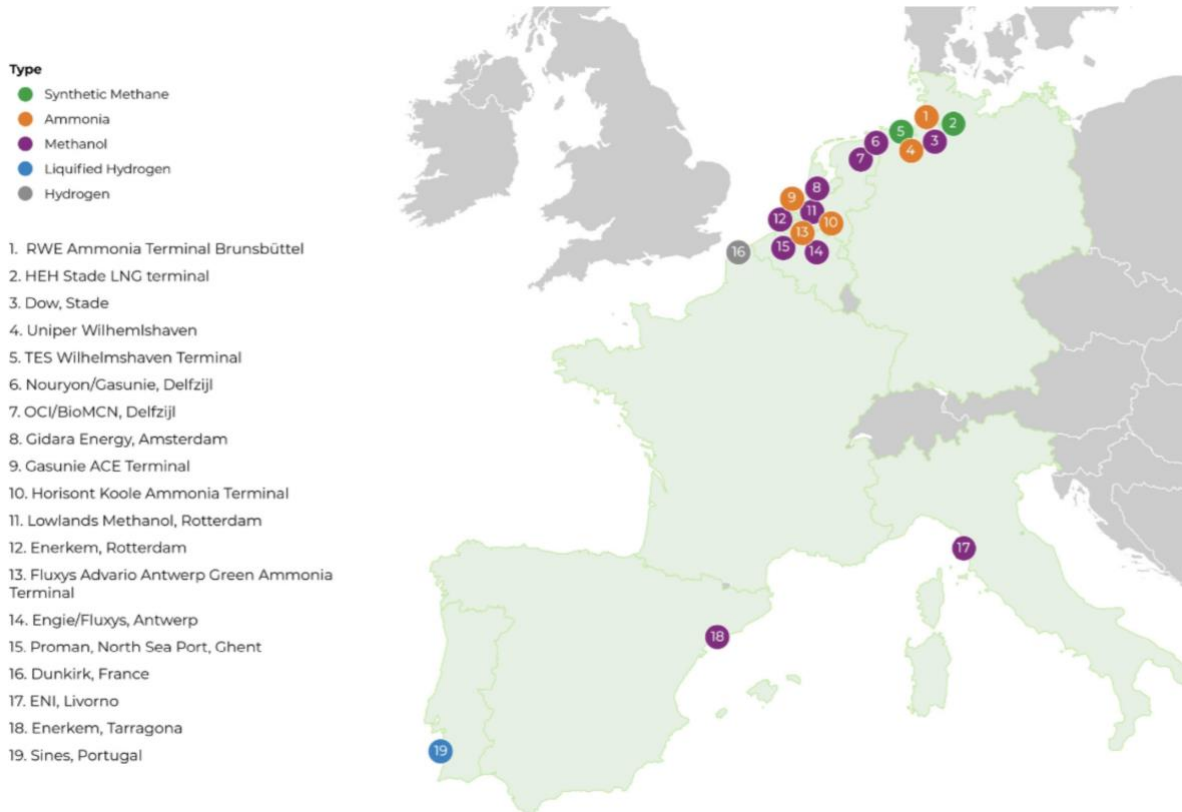 Type
Synthetic Methane
Ammonia
Methanol
Liquified Hydrogen
Hydrogen
1. RWE Ammonia Terminal Brunsbüttel
2. HEH Stade LNG terminal
3. Dow, Stade
4. Uniper Wilhemlshaven
5. TES Wilhelmshaven Terminal
6. Nouryon/Gasunie, Delfzijl
7. OCI/BioMCN, Delfzijl
8. Gidara Energy, Amsterdam
9. Gasunie ACE Terminal
10. Horisont Koole Ammonia Terminal
11. Lowlands Methanol, Rotterdam
12. Enerkem, Rotterdam
13. Fluxys Advario Antwerp Green Ammonia
Terminal
14. Engie/Fluxys, Antwerp
15. Proman, North Sea Port, Ghent
16. Dunkirk, France
17. ENI, Livorno
18. Enerkem, Tarragona
19. Sines, Portugal
1
2
5
3
6
4
7
8
9
11
12
10
13
15
14
16
17
18
19